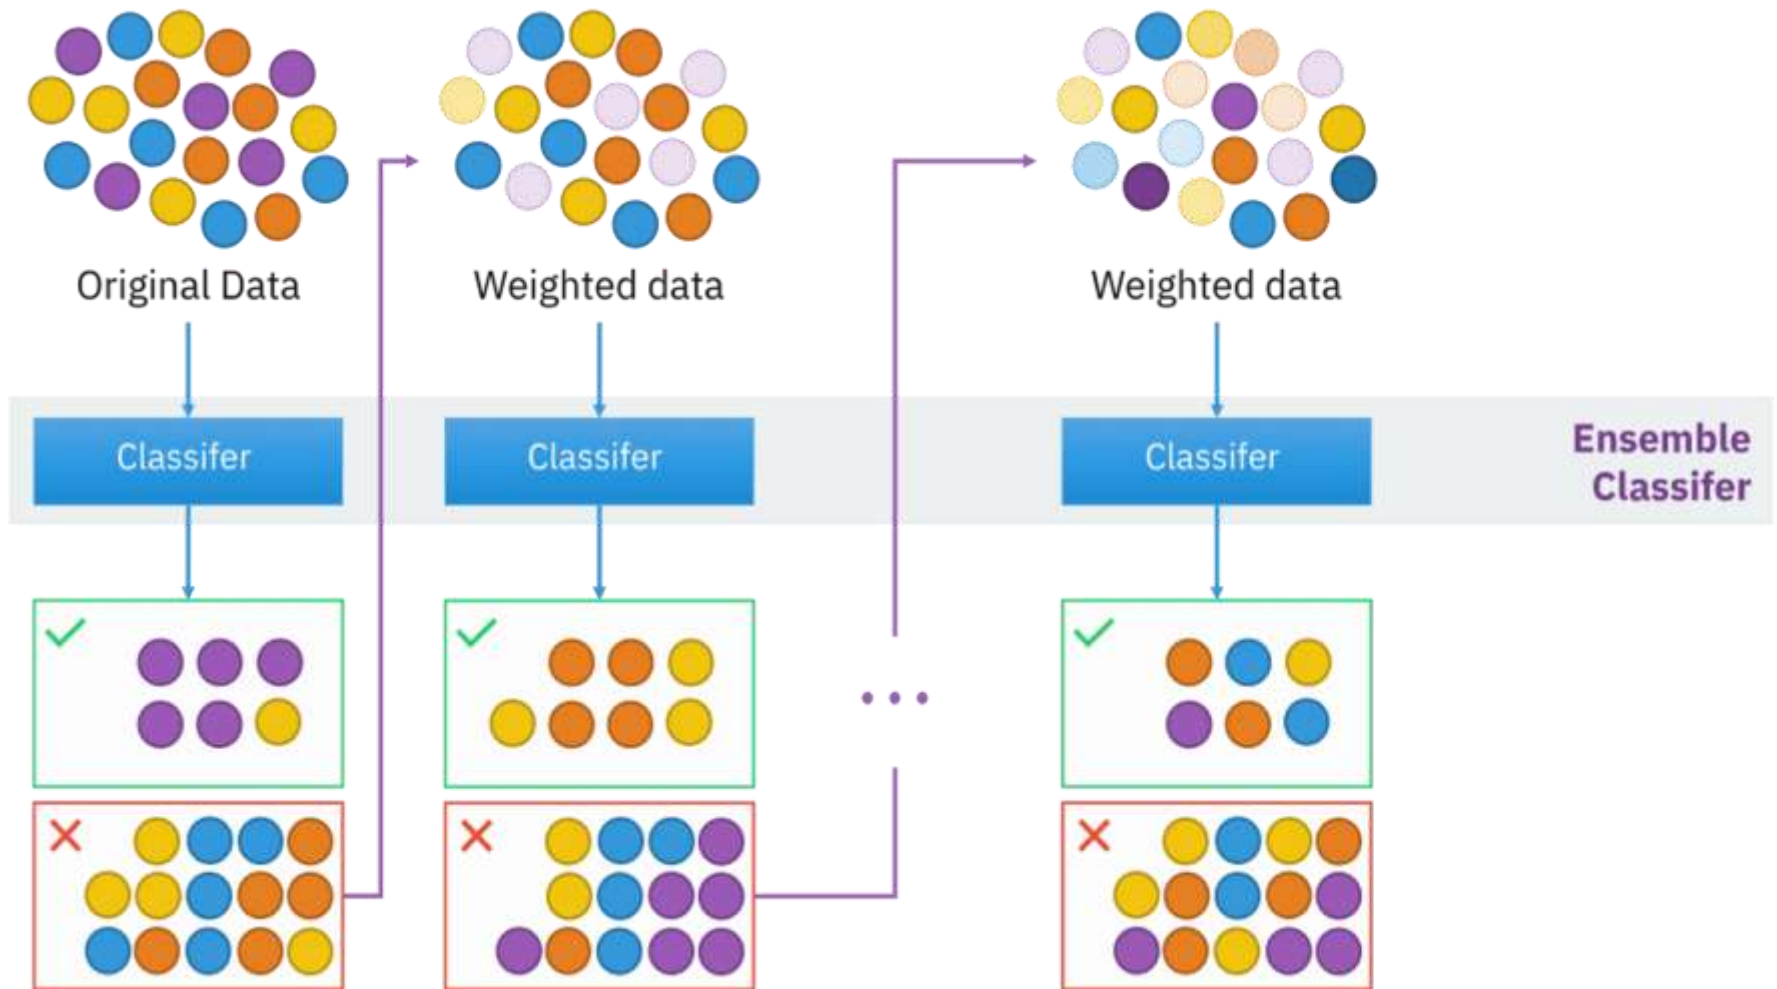 Original Data
Weighted data
Weighted data
Classifer
Classifer
Classifer
Ensemble
Classifer
...